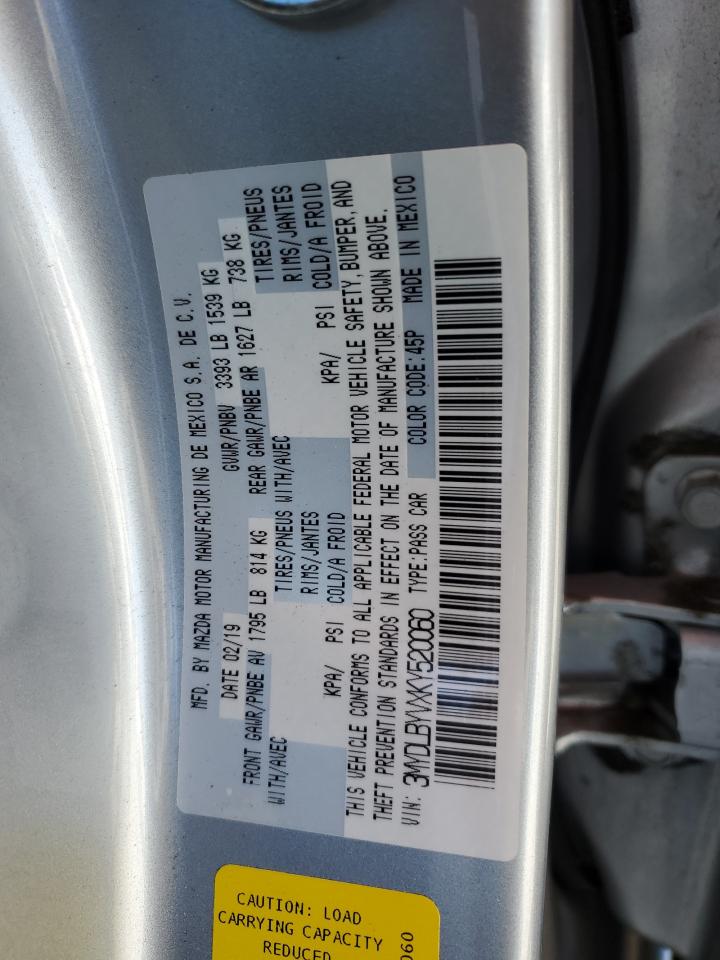 MFD. BY MAZDA MOTOR MANUFACTURING DE MEXICO S.A. DE C.V.
DATE 02/19 GVWR/PNBV 3393 LB 1539 KG
FRONT GAWR/PNBE AV 1795 LB 814 KG REAR GAWR/PNBE AR 1627 LB 738 KG
WITH/AVEC TIRES/PNEUS WITH/AVEC TIRES/PNEUS
RIMS/JANTES RIMS/JANTES
KPA/ PSI COLD/A FROID KPA/ PSI COLD/A FROID
THIS VEHICLE CONFORMS TO ALL APPLICABLE FEDERAL MOTOR VEHICLE SAFETY, BUMPER, AND
THEFT PREVENTION STANDARDS IN EFFECT ON THE DATE OF MANUFACTURE SHOWN ABOVE.
VIN: 3MYDLBYVXKY520060 TYPE:PASS CAR COLOR CODE:45P MADE IN MEXICO
CAUTION: LOAD
CARRYING CAPACITY
REDUCED
060